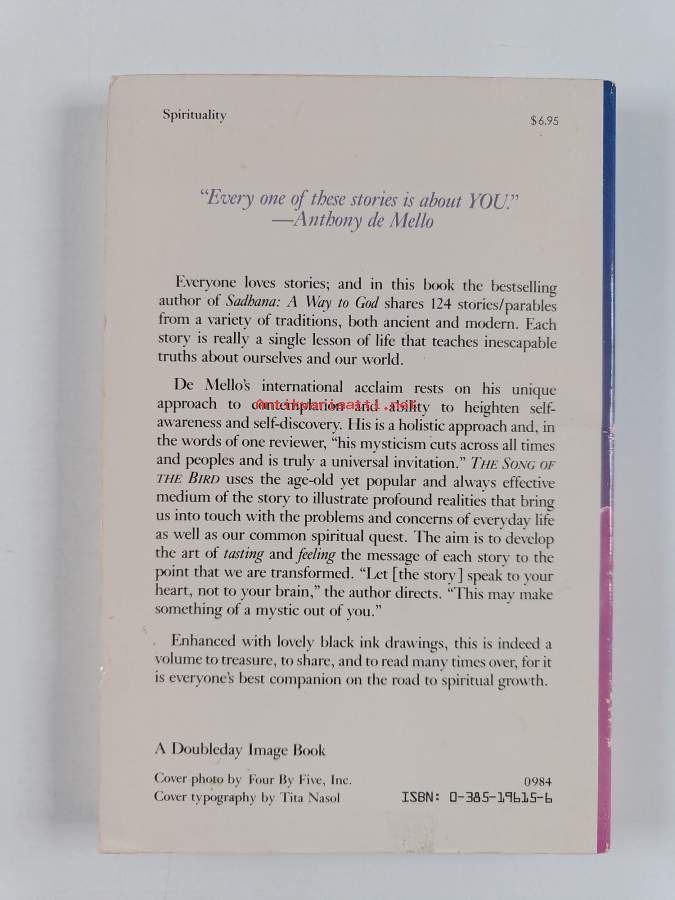 Spirituality
$6.95
“Every one of these stories is about YOU.”
—Anthony de Mello
Everyone loves stories; and in this book the bestselling
author of Sadhana: A Way to God shares 124 stories/parables
from a variety of traditions, both ancient and modern. Each
story is really a single lesson of life that teaches inescapable
truths about ourselves and our world.
De Mello's international acclaim rests on his unique
approach to contemplation and ability to heighten self-
awareness and self-discovery. His is a holistic approach and, in
the words of one reviewer, “his mysticism cuts across all times
and peoples and is truly a universal invitation.” THE SONG OF
THE BIRD uses the age-old yet popular and always effective
medium of the story to illustrate profound realities that bring
us into touch with the problems and concerns of everyday life
as well as our common spiritual quest. The aim is to develop
the art of tasting and feeling the message of each story to the
point that we are transformed. “Let [the story] speak to your
heart, not to your brain,” the author directs. “This may make
something of a mystic out of you.”
Enhanced with lovely black ink drawings, this is indeed a
volume to treasure, to share, and to read many times over, for it
is everyone's best companion on the road to spiritual growth.
A Doubleday Image Book
Cover photo by Four By Five, Inc.
0984
Cover typography by Tita Nasol
ISBN: 0-385-19615-6
Antikvariaatti.net